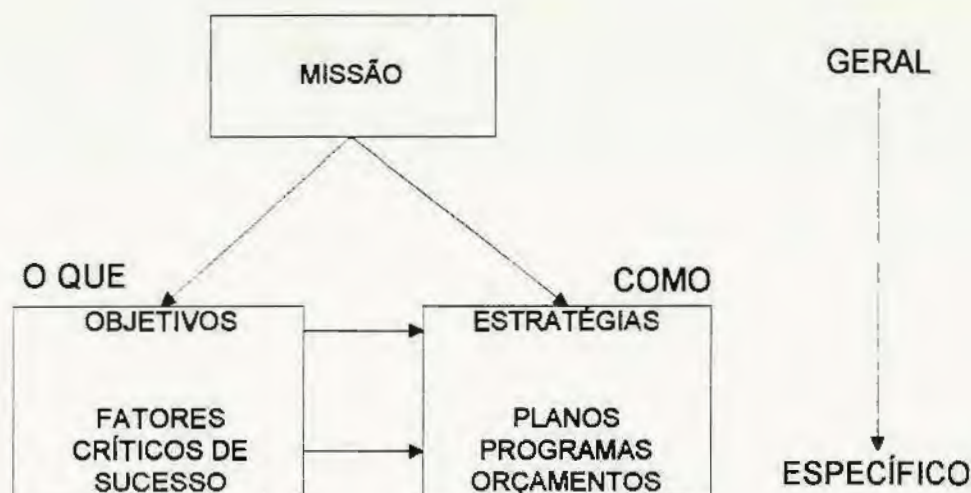 MISSÃO
GERAL
O QUE
COMO
OBJETIVOS
ESTRATÉGIAS
FATORES
CRÍTICOS DE
SUCESSO
PLANOS
PROGRAMAS
ORÇAMENTOS
ESPECÍFICO